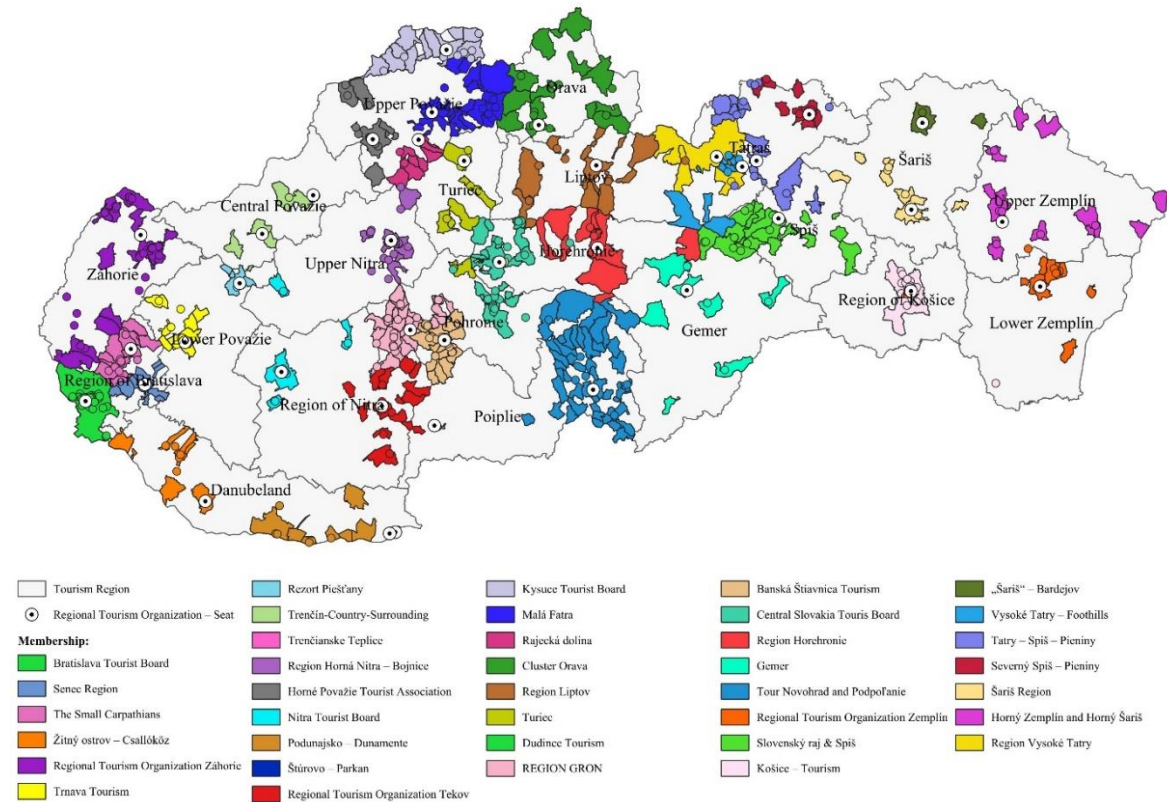 Orava
Upper Považie
Tatras
Šariš
Liptov
Turiec
Central Považie
Upper Zemplín
Spiš
Záhorie
Upper Nitra
Horehronie
Region of Košice
Lower Zemplín
Pohronie
Gemer
Lower Považie
Region of Bratislava
Region of Nitra
Poiplie
Danubeland
Tourism Region
Regional Tourism Organization – Seat
Membership:
Bratislava Tourist Board
Senec Region
The Small Carpathians
Žitný ostrov – Csallóköz
Regional Tourism Organization Záhorie
Trnava Tourism
Rezort Piešťany
Trenčín-Country-Surrounding
Trenčianske Teplice
Region Horná Nitra – Bojnice
Horné Považie Tourist Association
Nitra Tourist Board
Podunajsko – Dunamente
Štúrovo – Parkan
Regional Tourism Organization Tekov
Kysuce Tourist Board
Malá Fatra
Rajecká dolina
Cluster Orava
Region Liptov
Turiec
Dudince Tourism
REGION GRON
Banská Štiavnica Tourism
Central Slovakia Touris Board
Region Horehronie
Gemer
Tour Novohrad and Podpoľanie
Regional Tourism Organization Zemplín
Slovenský raj & Spiš
Košice – Tourism
„Šariš“ – Bardejov
Vysoké Tatry – Foothills
Tatry – Spiš – Pieniny
Severný Spiš – Pieniny
Šariš Region
Horný Zemplín and Horný Šariš
Region Vysoké Tatry